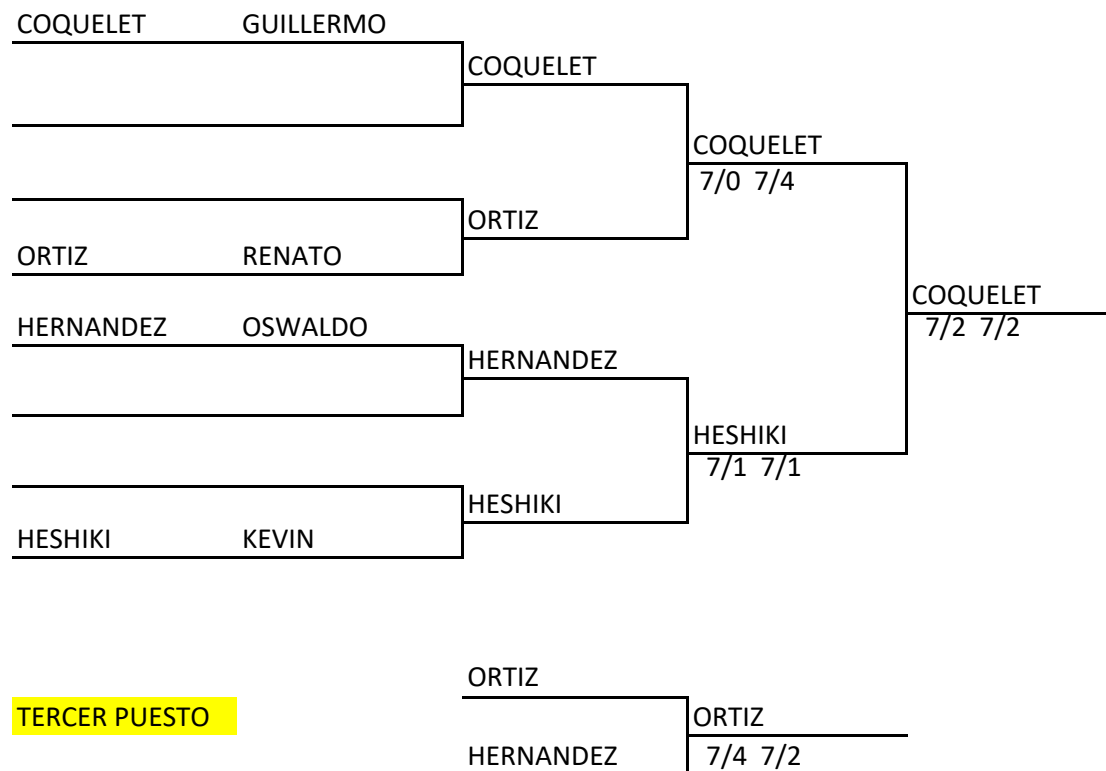 COQUELET GUILLERMO
COQUELET
COQUELET
7/0 7/4
ORTIZ
ORTIZ RENATO
COQUELET
7/2 7/2
HERNANDEZ OSWALDO
HERNANDEZ
HESHIKI
7/1 7/1
HESHIKI
HESHIKI KEVIN
ORTIZ
TERCER PUESTO ORTIZ
HERNANDEZ 7/4 7/2